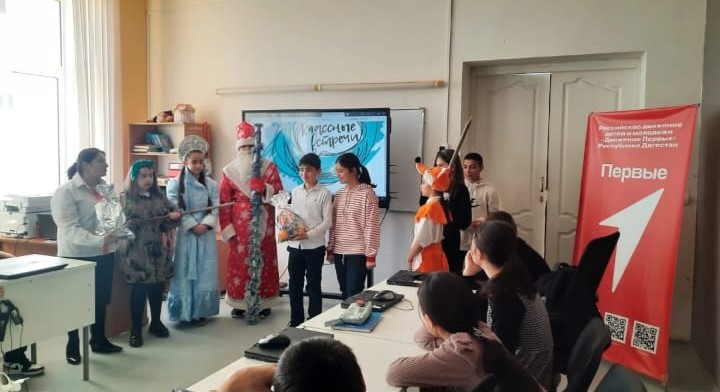 Классные
встречи
Российское движение
детей и молодежи
«Движение Первых»
Республики Дагестан
Первые